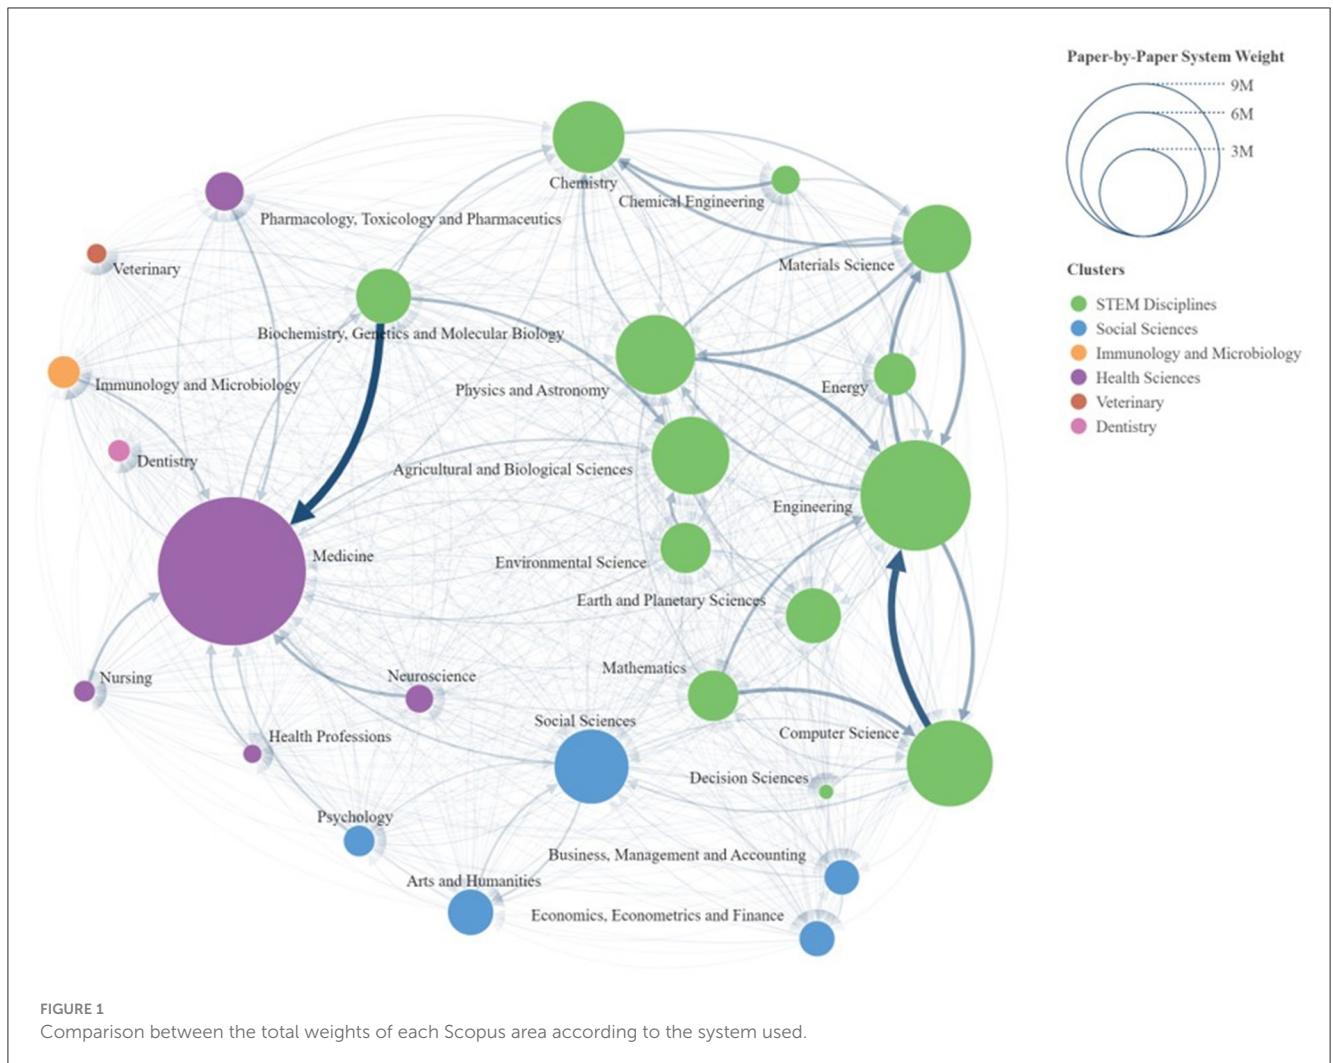 Paper-by-Paper System Weight
9M
6M
3M
Clusters
STEM Disciplines
Social Sciences
Immunology and Microbiology
Health Sciences
Veterinary
Dentistry
Chemistry
Chemical Engineering
Pharmacology, Toxicology and Pharmaceutics
Materials Science
Veterinary
Biochemistry, Genetics and Molecular Biology
Immunology and Microbiology
Physics and Astronomy
Energy
Dentistry
Agricultural and Biological Sciences
Engineering
Medicine
Environmental Science
Earth and Planetary Sciences
Mathematics
Nursing
Neuroscience
Social Sciences
Health Professions
Computer Science
Decision Sciences
Psychology
Business, Management and Accounting
Arts and Humanities
Economics, Econometrics and Finance
FIGURE 1
Comparison between the total weights of each Scopus area according to the system used.